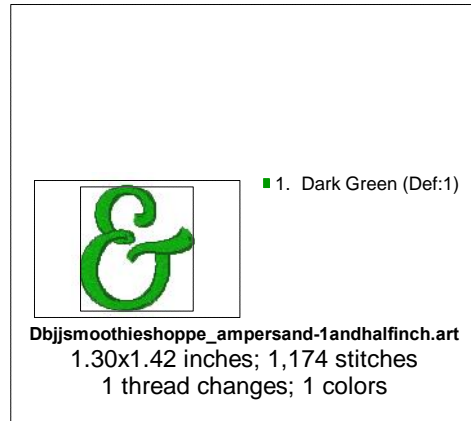 1. Dark Green (Def:1)
&
Dbjjsmoothieshoppe_ampersand-1andhalfinch.art
1.30x1.42 inches; 1,174 stitches
1 thread changes; 1 colors